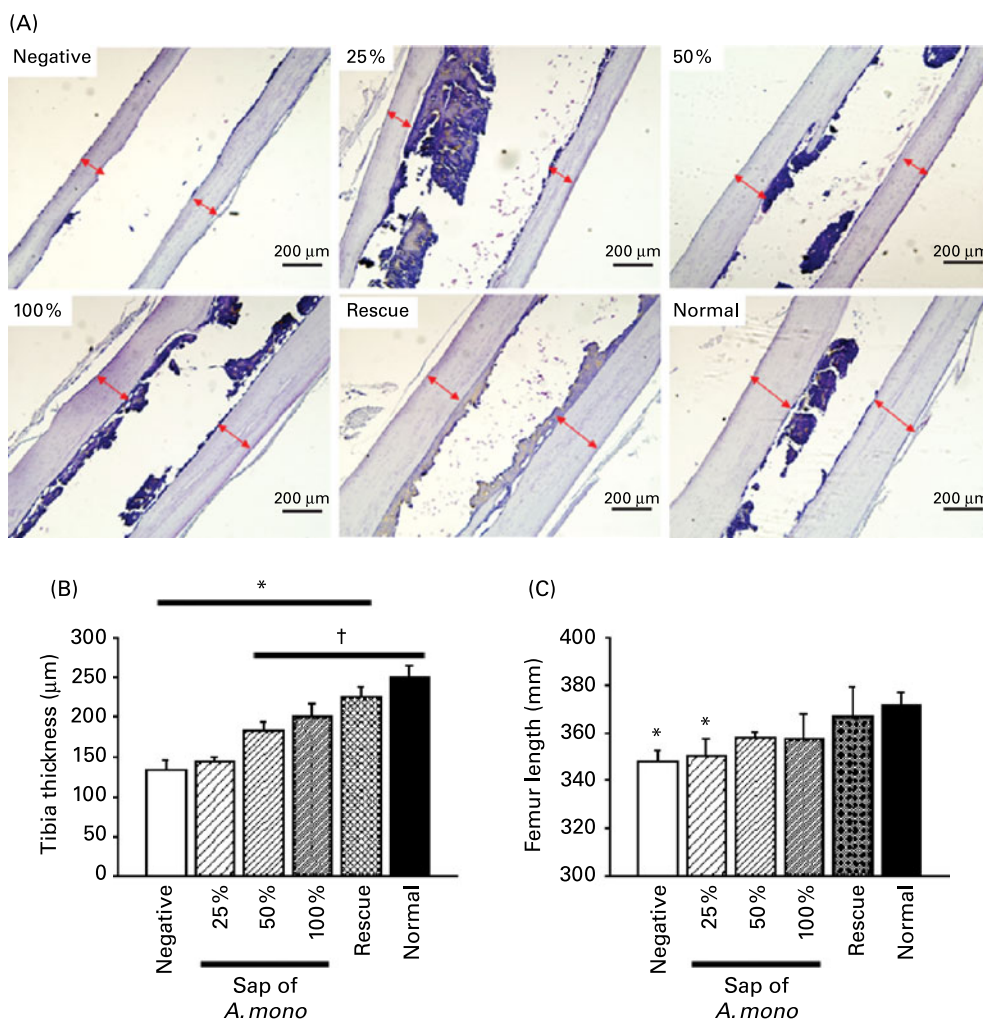 (A)
Negative
25%
50%
200 µm
200 µm
200 µm
100%
Rescue
Normal
200 µm
200 µm
200 µm
(B)
(C)
*
†
300
250
200
150
100
50
0
Tibia thickness (µm)
Negative
25%
50%
100%
Rescue
Normal
Sap of
A. mono
400
380
360
340
320
300
Femur length (mm)
*
*
Negative
25%
50%
100%
Rescue
Normal
Sap of
A. mono